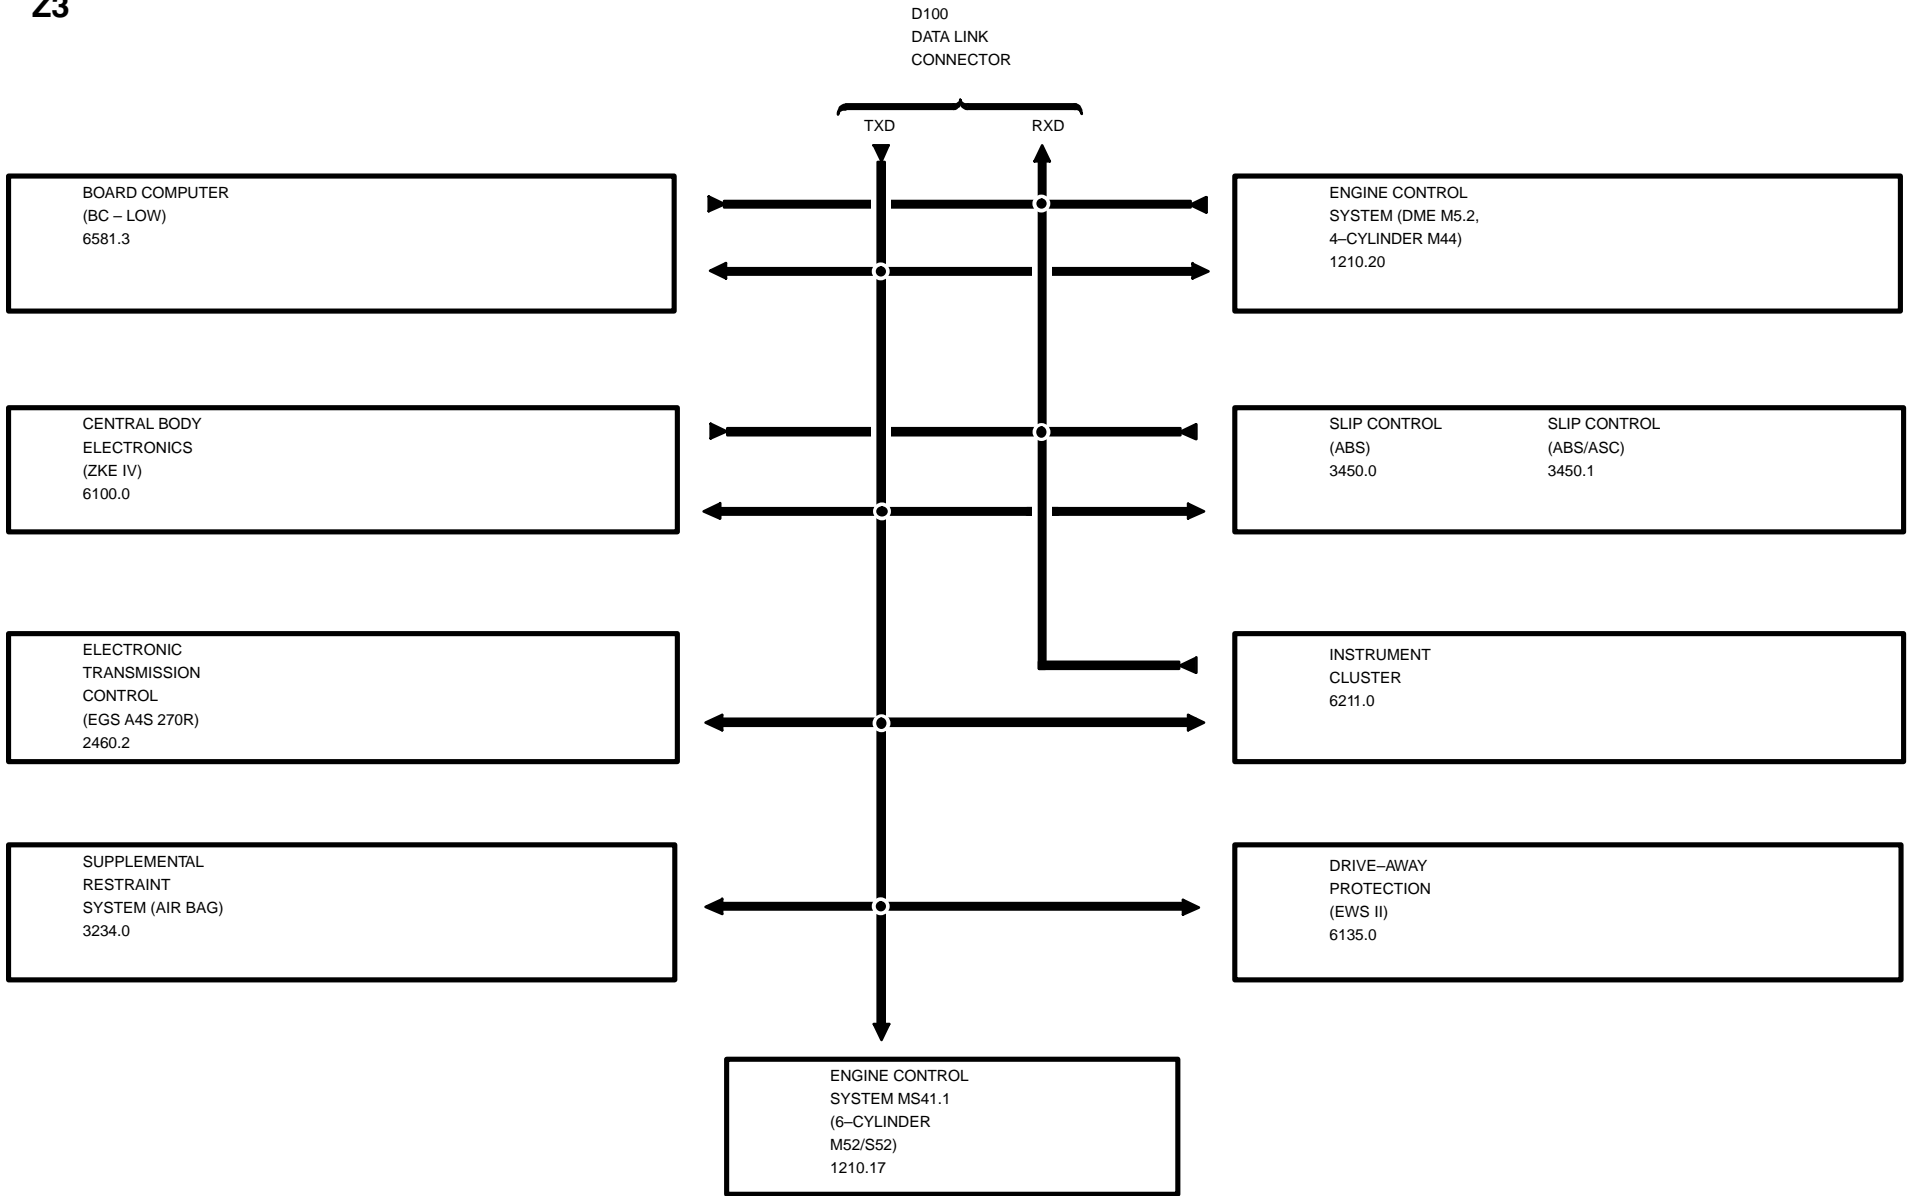 Z3
D100
DATA LINK
CONNECTOR
TXD
RXD
BOARD COMPUTER
(BC – LOW)
6581.3
ENGINE CONTROL
SYSTEM (DME M5.2,
4–CYLINDER M44)
1210.20
CENTRAL BODY
ELECTRONICS
(ZKE IV)
6100.0
SLIP CONTROL
(ABS)
3450.0
SLIP CONTROL
(ABS/ASC)
3450.1
ELECTRONIC
TRANSMISSION
CONTROL
(EGS A4S 270R)
2460.2
INSTRUMENT
CLUSTER
6211.0
SUPPLEMENTAL
RESTRAINT
SYSTEM (AIR BAG)
3234.0
DRIVE–AWAY
PROTECTION
(EWS II)
6135.0
ENGINE CONTROL
SYSTEM MS41.1
(6–CYLINDER
M52/S52)
1210.17